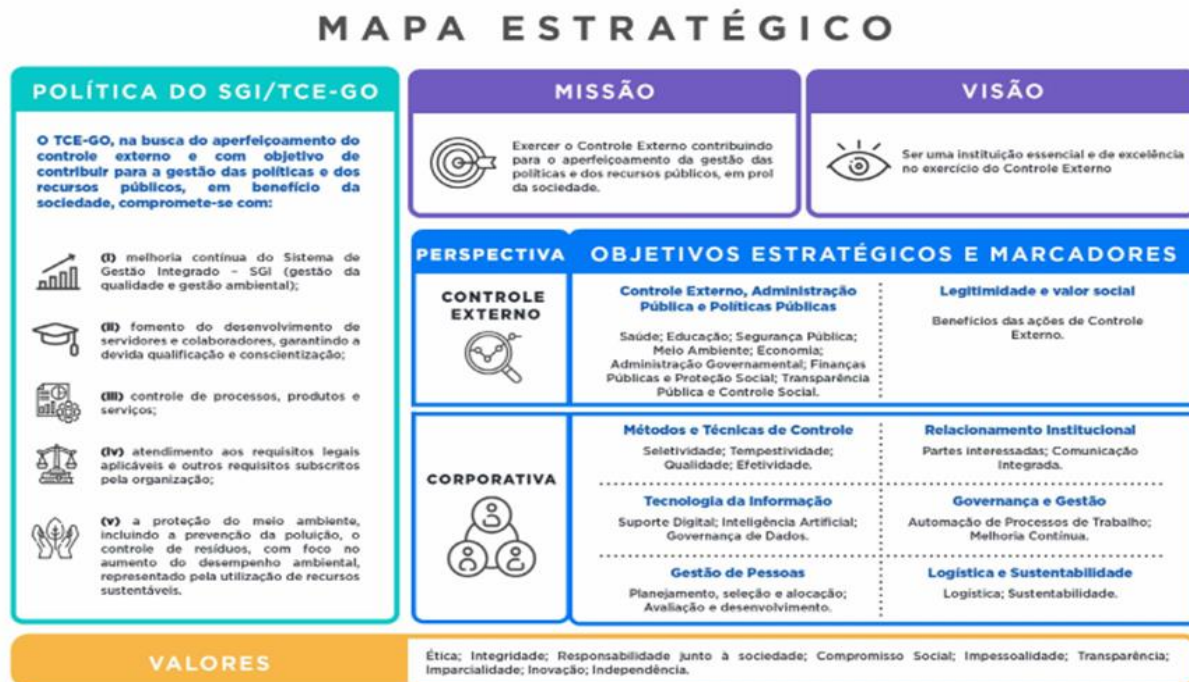 MAPA ESTRATÉGICO
POLÍTICA DO SGI/TCE-GO
O TCE-GO, na busca do aperfeiçoamento do
controle externo e com objetivo de
contribuir para a gestão das políticas e dos
recursos públicos, em benefício da
sociedade, compromete-se com:
(i) melhoria contínua do Sistema de
Gestão Integrado – SGI (gestão da
qualidade e gestão ambiental);
(ii) fomento do desenvolvimento de
servidores e colaboradores, garantindo a
devida qualificação e conscientização;
(iii) controle de processos, produtos e
serviços;
(iv) atendimento aos requisitos legais
aplicáveis e outros requisitos subscritos
pela organização;
(v) a proteção do meio ambiente,
incluindo a prevenção da poluição, o
controle de resíduos, com foco no
aumento do desempenho ambiental,
representado pela utilização de recursos
sustentáveis.
MISSÃO
Exercer o Controle Externo contribuindo
para o aperfeiçoamento da gestão das
políticas e dos recursos públicos, em prol
da sociedade.
VISÃO
Ser uma instituição essencial e de excelência
no exercício do Controle Externo
PERSPECTIVA
OBJETIVOS ESTRATÉGICOS E MARCADORES
CONTROLE
EXTERNO
Controle Externo, Administração
Pública e Políticas Públicas
Saúde; Educação; Segurança Pública;
Meio Ambiente; Economia;
Administração Governamental; Finanças
Públicas e Proteção Social; Transparência
Pública e Controle Social.
Legitimidade e valor social
Benefícios das ações de Controle
Externo.
CORPORATIVA
Métodos e Técnicas de Controle
Seletividade; Tempestividade;
Qualidade; Efetividade.
Relacionamento Institucional
Partes interessadas; Comunicação
Integrada.
Tecnologia da Informação
Suporte Digital; Inteligência Artificial;
Governança de Dados.
Governança e Gestão
Automação de Processos de Trabalho;
Melhoria Contínua.
Gestão de Pessoas
Planejamento, seleção e alocação;
Avaliação e desenvolvimento.
Logística e Sustentabilidade
Logística; Sustentabilidade.
VALORES
Ética; Integridade; Responsabilidade junto à sociedade; Compromisso Social; Impessoalidade; Transparência;
Imparcialidade; Inovação; Independência.